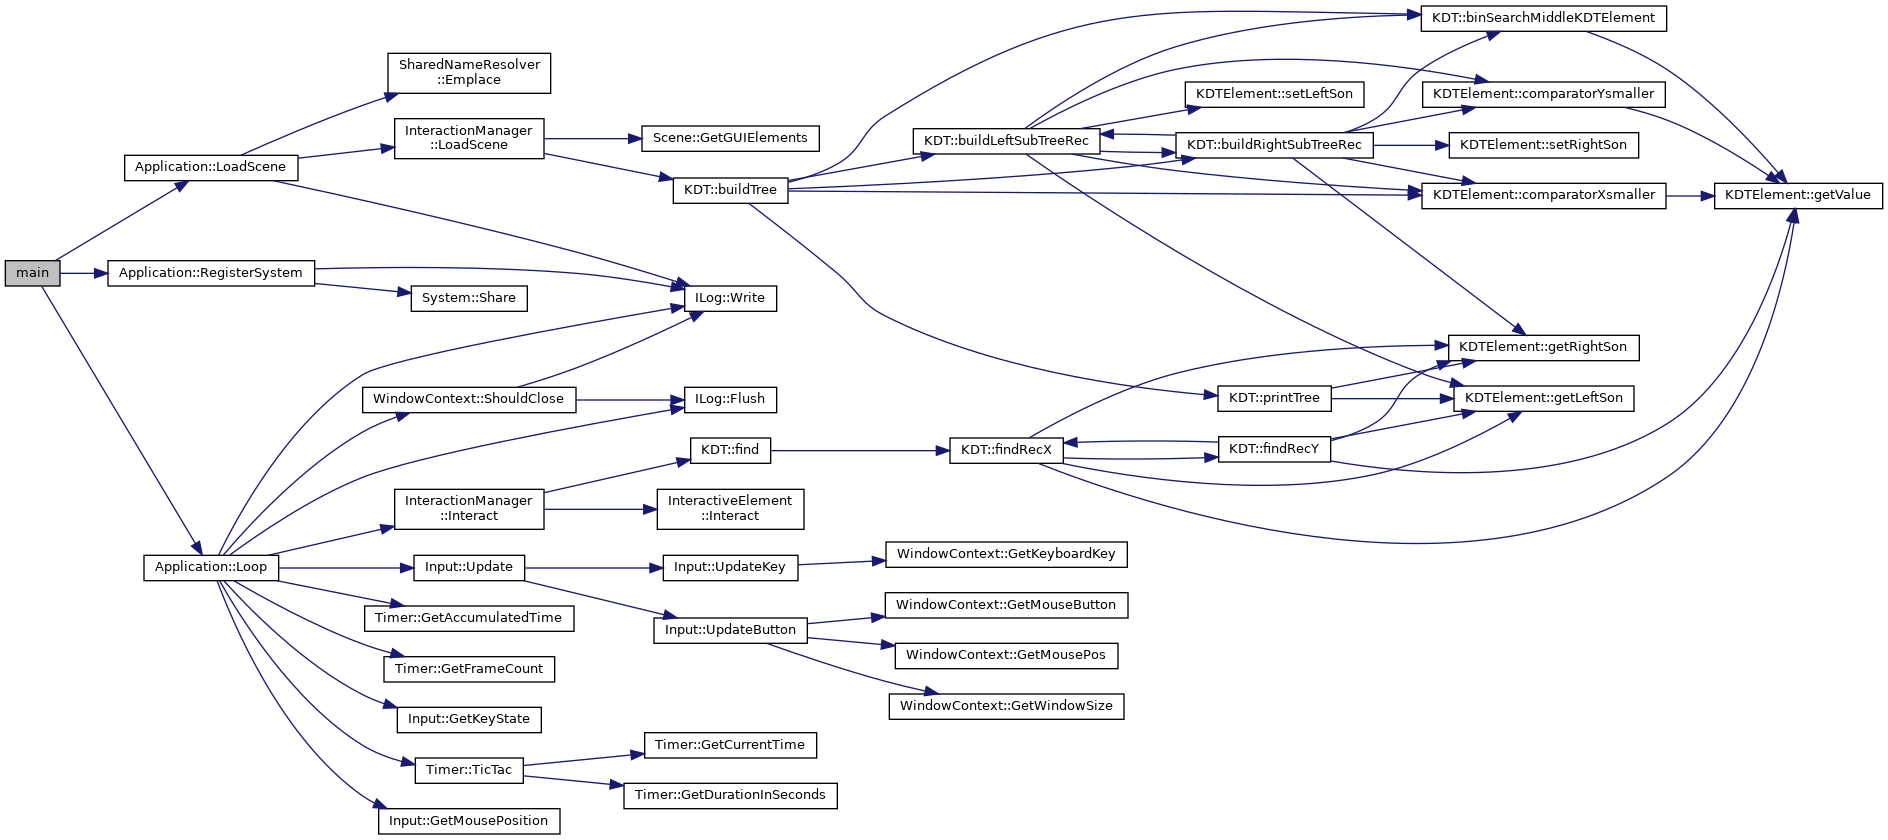 main
Application::LoadScene
Application::RegisterSystem
Application::Loop
SharedNameResolver
::Emplace
InteractionManager
::LoadScene
System::Share
WindowContext::ShouldClose
InteractionManager
::Interact
Input::Update
Timer::GetAccumulatedTime
Timer::GetFrameCount
Input::GetKeyState
Timer::TicTac
Input::GetMousePosition
Scene::GetGUIElements
KDT::buildTree
ILog::Write
ILog::Flush
KDT::find
InteractiveElement
::Interact
Input::UpdateKey
Input::UpdateButton
Timer::GetCurrentTime
Timer::GetDurationInSeconds
KDT::buildLeftSubTreeRec
KDT::findRecX
WindowContext::GetKeyboardKey
WindowContext::GetMouseButton
WindowContext::GetMousePos
WindowContext::GetWindowSize
KDTElement::setLeftSon
KDT::buildRightSubTreeRec
KDT::printTree
KDT::findRecY
KDT::binSearchMiddleKDTElement
KDTElement::comparatorYsmaller
KDTElement::setRightSon
KDTElement::comparatorXsmaller
KDTElement::getRightSon
KDTElement::getLeftSon
KDTElement::getValue